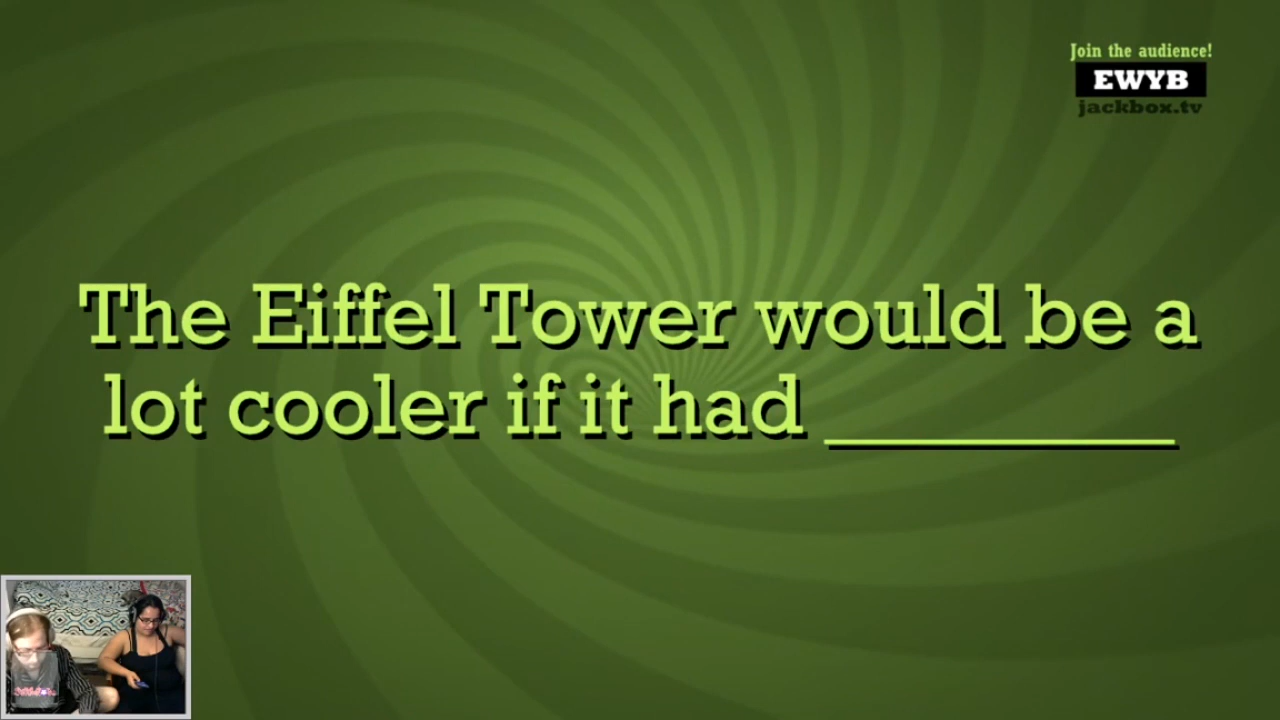 Join the audience!
EWYB
jackbox.tv
The Eiffel Tower would be a
lot cooler if it had ________